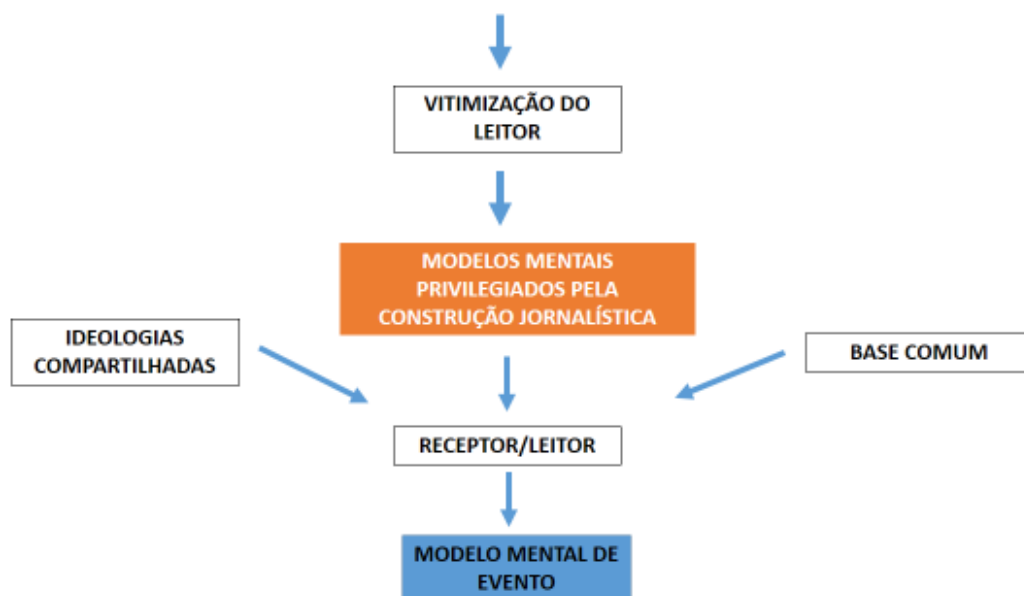 VITIMIZAÇÃO DO
LEITOR
MODELOS MENTAIS
PRIVILEGIADOS PELA
CONSTRUÇÃO JORNALÍSTICA
IDEOLOGIAS
COMPARTILHADAS
BASE COMUM
RECEPTOR/LEITOR
MODELO MENTAL DE
EVENTO